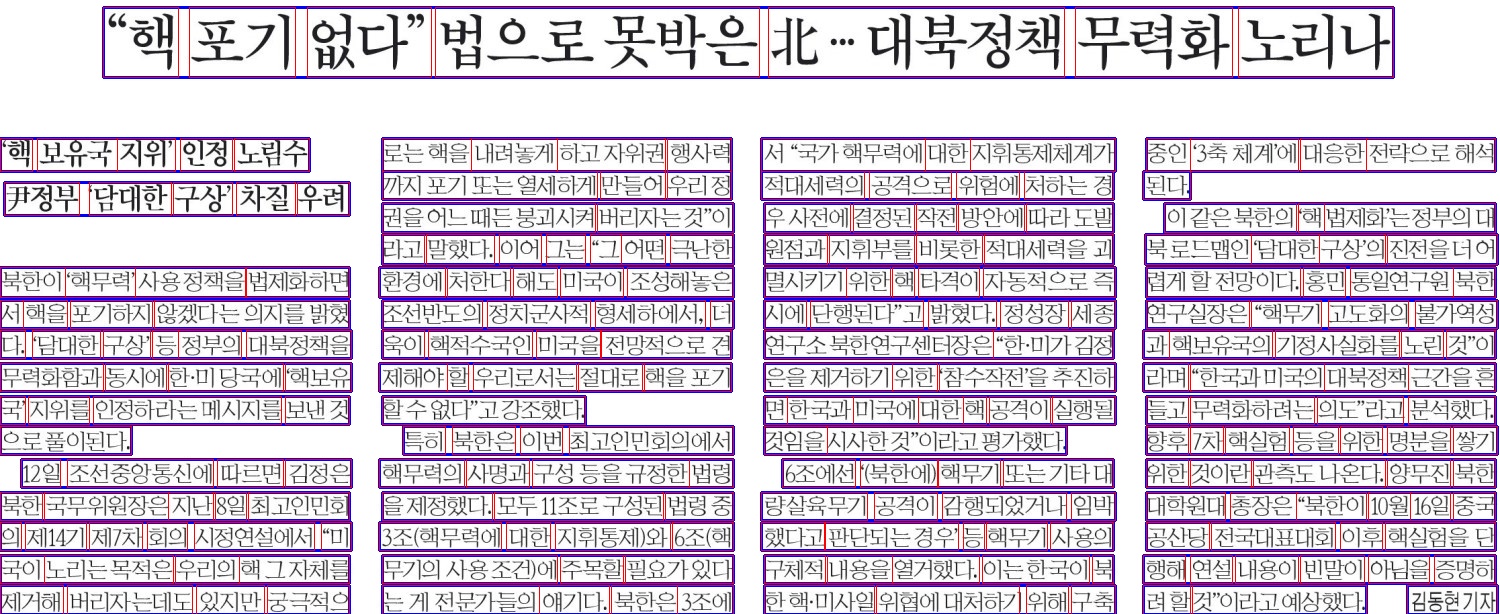 “핵 포기 없다” 법으로 못박은 北… 대북정책 무력화 노리나
‘핵 보유국 지위’ 인정 노림수
尹정부 ‘담대한 구상’ 차질 우려
북한이 ‘핵무력’ 사용 정책을 법제화하면
서 핵을 포기하지 않겠다는 의지를 밝혔
다. ‘담대한 구상’ 등 정부의 대북정책을
무력화함과 동시에 한·미 당국에 ‘핵보유
국’ 지위를 인정하라는 메시지를 보낸 것
으로 풀이된다.
12일 조선중앙통신에 따르면 김정은
북한 국무위원장은 지난 8일 최고인민회
의 제14기 제7차 회의 시정연설에서 “미
국이 노리는 목적은 우리의 핵 그 자체를
제거해 버리자는데도 있지만 궁극적으
로는 핵을 내려놓게 하고 자위권 행사력
까지 포기 또는 열세하게 만들어 우리 정
권을 어느 때든 붕괴시켜 버리자는 것”이
라고 말했다. 이어 그는 “그 어떤 극난한
환경에 처한다 해도 미국이 조성해놓은
조선반도의 정치군사적 형세하에서, 더
욱이 핵적수국인 미국을 전망적으로 견
제해야 할 우리로서는 절대로 핵을 포기
할 수 없다”고 강조했다.
특히 북한은 이번 최고인민회의에서
핵무력의 사명과 구성 등을 규정한 법령
을 제정했다. 모두 11조로 구성된 법령 중
3조(핵무력에 대한 지휘통제)와 6조(핵
무기의 사용 조건)에 주목할 필요가 있다
는 게 전문가들의 얘기다. 북한은 3조에
서 “국가 핵무력에 대한 지휘통제체계가
적대세력의 공격으로 위험에 처하는 경
우 사전에 결정된 작전 방안에 따라 도발
원점과 지휘부를 비롯한 적대세력을 괴
멸시키기 위한 핵 타격이 자동적으로 즉
시에 단행된다”고 밝혔다. 정성장 세종
연구소 북한연구센터장은 “한·미가 김정
은을 제거하기 위한 ‘참수작전’을 추진하
면 한국과 미국에 대한 핵 공격이 실행될
것임을 시사한 것”이라고 평가했다.
6조에선 ‘(북한에) 핵무기 또는 기타 대
량살육무기 공격이 감행되었거나 임박
했다고 판단되는 경우’ 등 핵무기 사용의
구체적 내용을 열거했다. 이는 한국이 북
한 핵·미사일 위협에 대처하기 위해 구축
중인 ‘3축 체계’에 대응한 전략으로 해석
된다.
이 같은 북한의 ‘핵 법제화’는 정부의 대
북 로드맵인 ‘담대한 구상’의 진전을 더 어
렵게 할 전망이다. 홍민 통일연구원 북한
연구실장은 “핵무기 고도화의 불가역성
과 핵보유국의 기정사실화를 노린 것”이
라며 “한국과 미국의 대북정책 근간을 흔
들고 무력화하려는 의도”라고 분석했다.
향후 7차 핵실험 등을 위한 명분을 쌓기
위한 것이란 관측도 나온다. 양무진 북한
대학원대 총장은 “북한이 10월 16일 중국
공산당 전국대표대회 이후 핵실험을 단
행해 연설 내용이 빈말이 아님을 증명하
려 할 것”이라고 예상했다. 김동현 기자